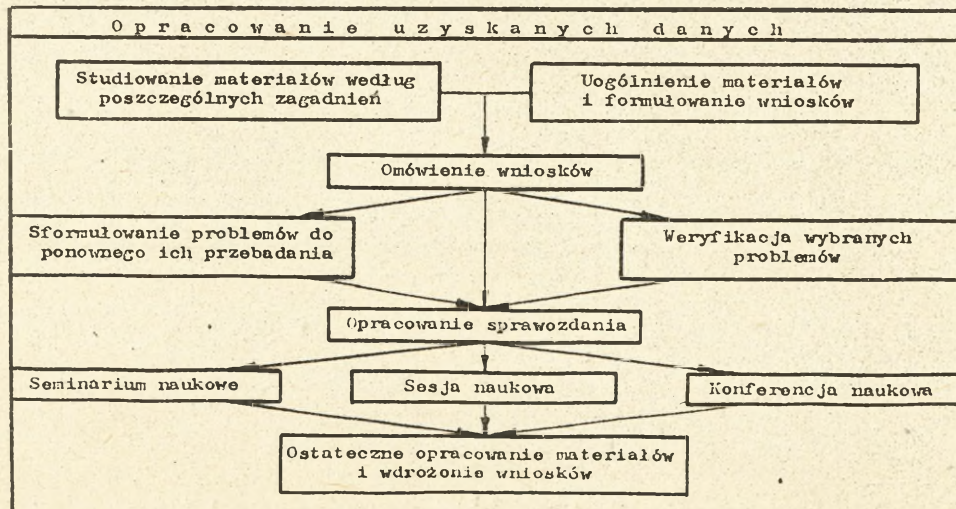 Opracowanie uzyskanych danych
Studiowanie materiałów według
poszczególnych zagadnień
Uogólnienie materiałów
i formułowanie wniosków
Omówienie wniosków
Sformułowanie problemów do
ponownego ich przebadania
Weryfikacja wybranych
problemów
Opracowanie sprawozdania
Seminarium naukowe
Sesja naukowa
Konferencja naukowa
Ostateczne opracowanie materiałów
i wdrożonie wniosków